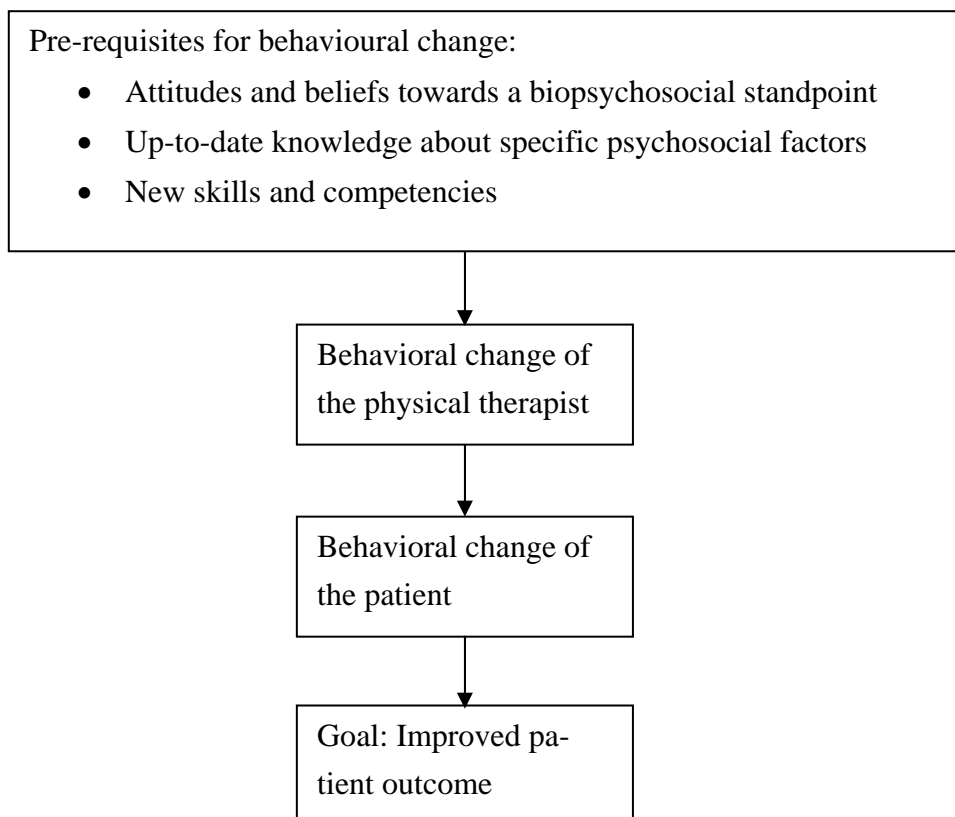 Pre-requisites for behavioural change:
• Attitudes and beliefs towards a biopsychosocial standpoint
• Up-to-date knowledge about specific psychosocial factors
• New skills and competencies
Behavioral change of
the physical therapist
Behavioral change of
the patient
Goal: Improved pa-
tient outcome